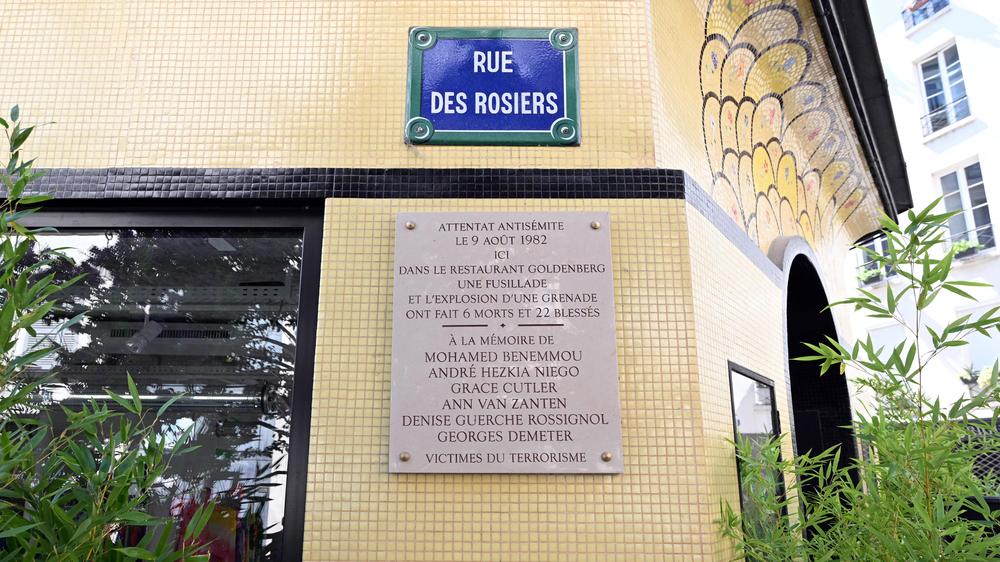 RUE
DES ROSIERS
ATTENTAT ANTISÉMITE
LE 9 AOÛT 1982
ICI
DANS LE RESTAURANT GOLDENBERG
UNE FUSILLADE
ET L'EXPLOSION D'UNE GRENADE
ONT FAIT 6 MORTS ET 22 BLESSÉS
À LA MÉMOIRE DE
MOHAMED BENEMMOU
ANDRÉ HEZKIA NIEGO
GRACE CUTLER
ANN VAN ZANTEN
DENISE GUERCHE ROSSIGNOL
GEORGES DEMETER
VICTIMES DU TERRORISME